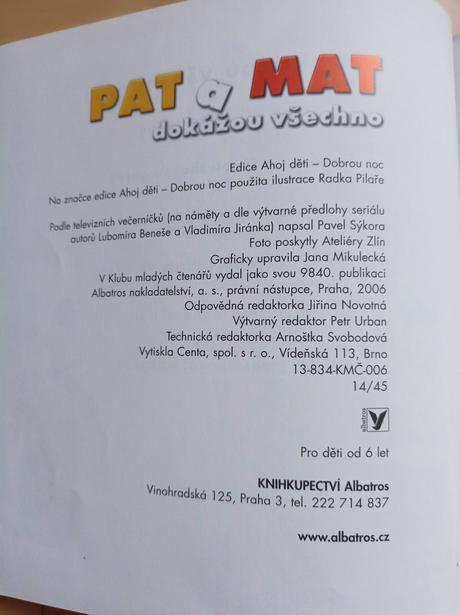 PAT a MAT
dokážou všechno
Edice Ahoj děti – Dobrou noc
Na značce edice Ahoj děti – Dobrou noc použita ilustrace Radka Pilaře
Podle televizních večerníčků (na náměty a dle výtvarné předlohy seriálu
autorů Lubomíra Beneše a Vladimíra Jiránka) napsal Pavel Sýkora
Foto poskytly Ateliéry Zlín
Graficky upravila Jana Mikulecká
V Klubu mladých čtenářů vydal jako svou 9840. publikaci
Albatros nakladatelství, a. s., právní nástupce, Praha, 2006
Odpovědná redaktorka Jiřina Novotná
Výtvarný redaktor Petr Urban
Technická redaktorka Arnoštka Svobodová
Vytiskla Centa, spol. s r. o., Vídeňská 113, Brno
13-834-KMČ-006
14/45
albatros
Pro děti od 6 let
KNIHKUPECTVÍ Albatros
Vinohradská 125, Praha 3, tel. 222 714 837
www.albatros.cz